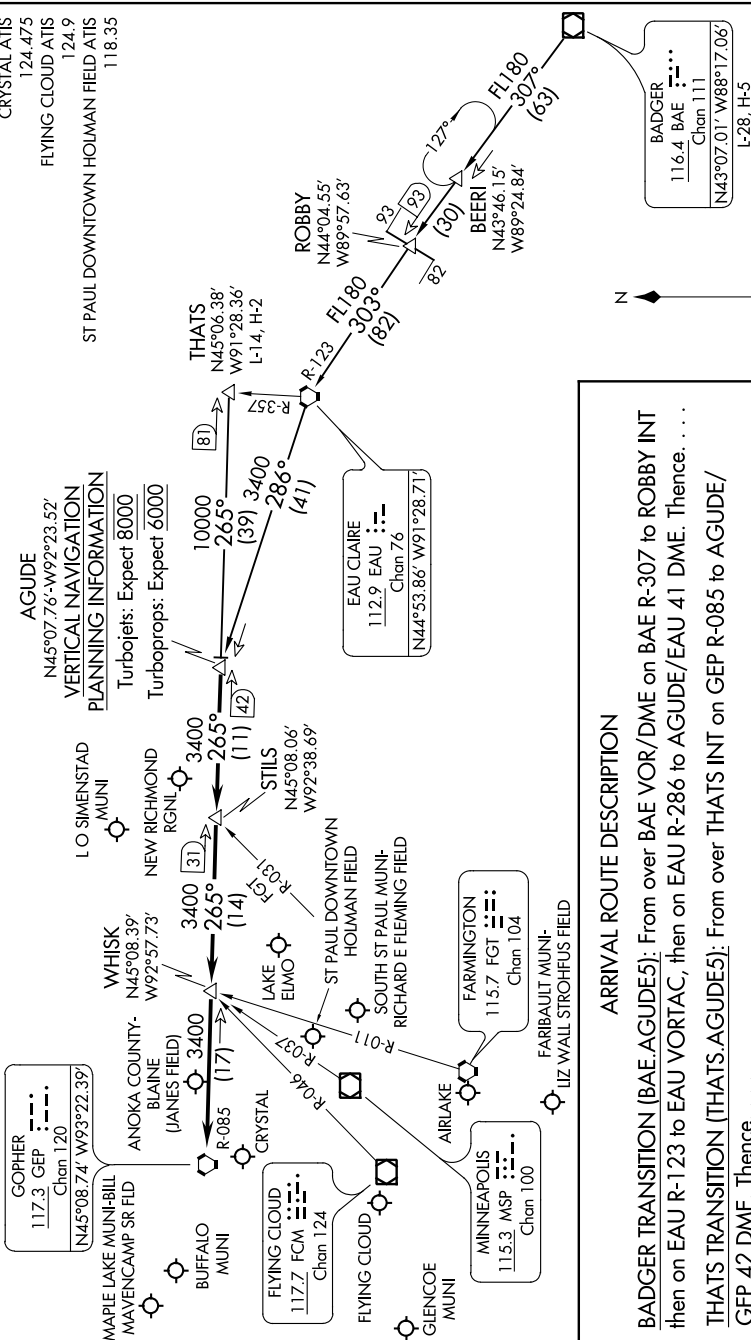 CRYSTAL ATIS
124.475
FLYING CLOUD ATIS
124.9
ST PAUL DOWNTOWN HOLMAN FIELD ATIS
118.35
AGUDE
N45°07.76'-W92°23.52'
VERTICAL NAVIGATION
PLANNING INFORMATION
Turbojets: Expect 8000
Turboprops: Expect 6000
THATS
N45°06.38'
W91°28.36'
L-14, H-2
81
10000
265°
(39)
3400
286°
(41)
R-357
R-123
ROBBY
N44°04.55'
W89°57.63'
93
93
82
FL180
303°
(82)
(30)
BEERI
N43°46.15'
W89°24.84'
127°
FL180
307°
(63)
BADGER
116.4 BAE
Chan 111
N43°07.01' W88°17.06'
L-28, H-5
N
EAU CLAIRE
112.9 EAU
Chan 76
N44°53.86' W91°28.71'
L O SIMENSTAD
MUNI
NEW RICHMOND
RGNL
3400
265°
(11)
42
STILS
N45°08.06'
W92°38.69'
31
3400
265°
(14)
FGT
R-031
WHISK
N45°08.39'
W92°57.73'
LAKE
ELMO
ST PAUL DOWNTOWN
HOLMAN FIELD
SOUTH ST PAUL MUNI-
RICHARD E FLEMING FIELD
3400
(17)
R-085
ANOKA COUNTY-
BLAINE
(JANES FIELD)
CRYSTAL
GOPHER
117.3 GEP
Chan 120
N45°08.74' W93°22.39'
MAPLE LAKE MUNI-BILL
MAVENCAMP SR FLD
BUFFALO
MUNI
R-046
R-037
R-011
FLYING CLOUD
117.7 FCM
Chan 124
FLYING CLOUD
GLENCOE
MUNI
MINNEAPOLIS
115.3 MSP
Chan 100
AIRLAKE
FARMINGTON
115.7 FGT
Chan 104
FARIBAULT MUNI-
LIZ WALL STROHFUS FIELD
ARRIVAL ROUTE DESCRIPTION
BADGER TRANSITION (BAE.AGUDE5): From over BAE VOR/DME on BAE R-307 to ROBBY INT
then on EAU R-123 to EAU VORTAC, then on EAU R-286 to AGUDE/EAU 41 DME. Thence. . . .
THATS TRANSITION (THATS.AGUDE5): From over THATS INT on GEP R-085 to AGUDE/
GEP 42 DME. Thence.